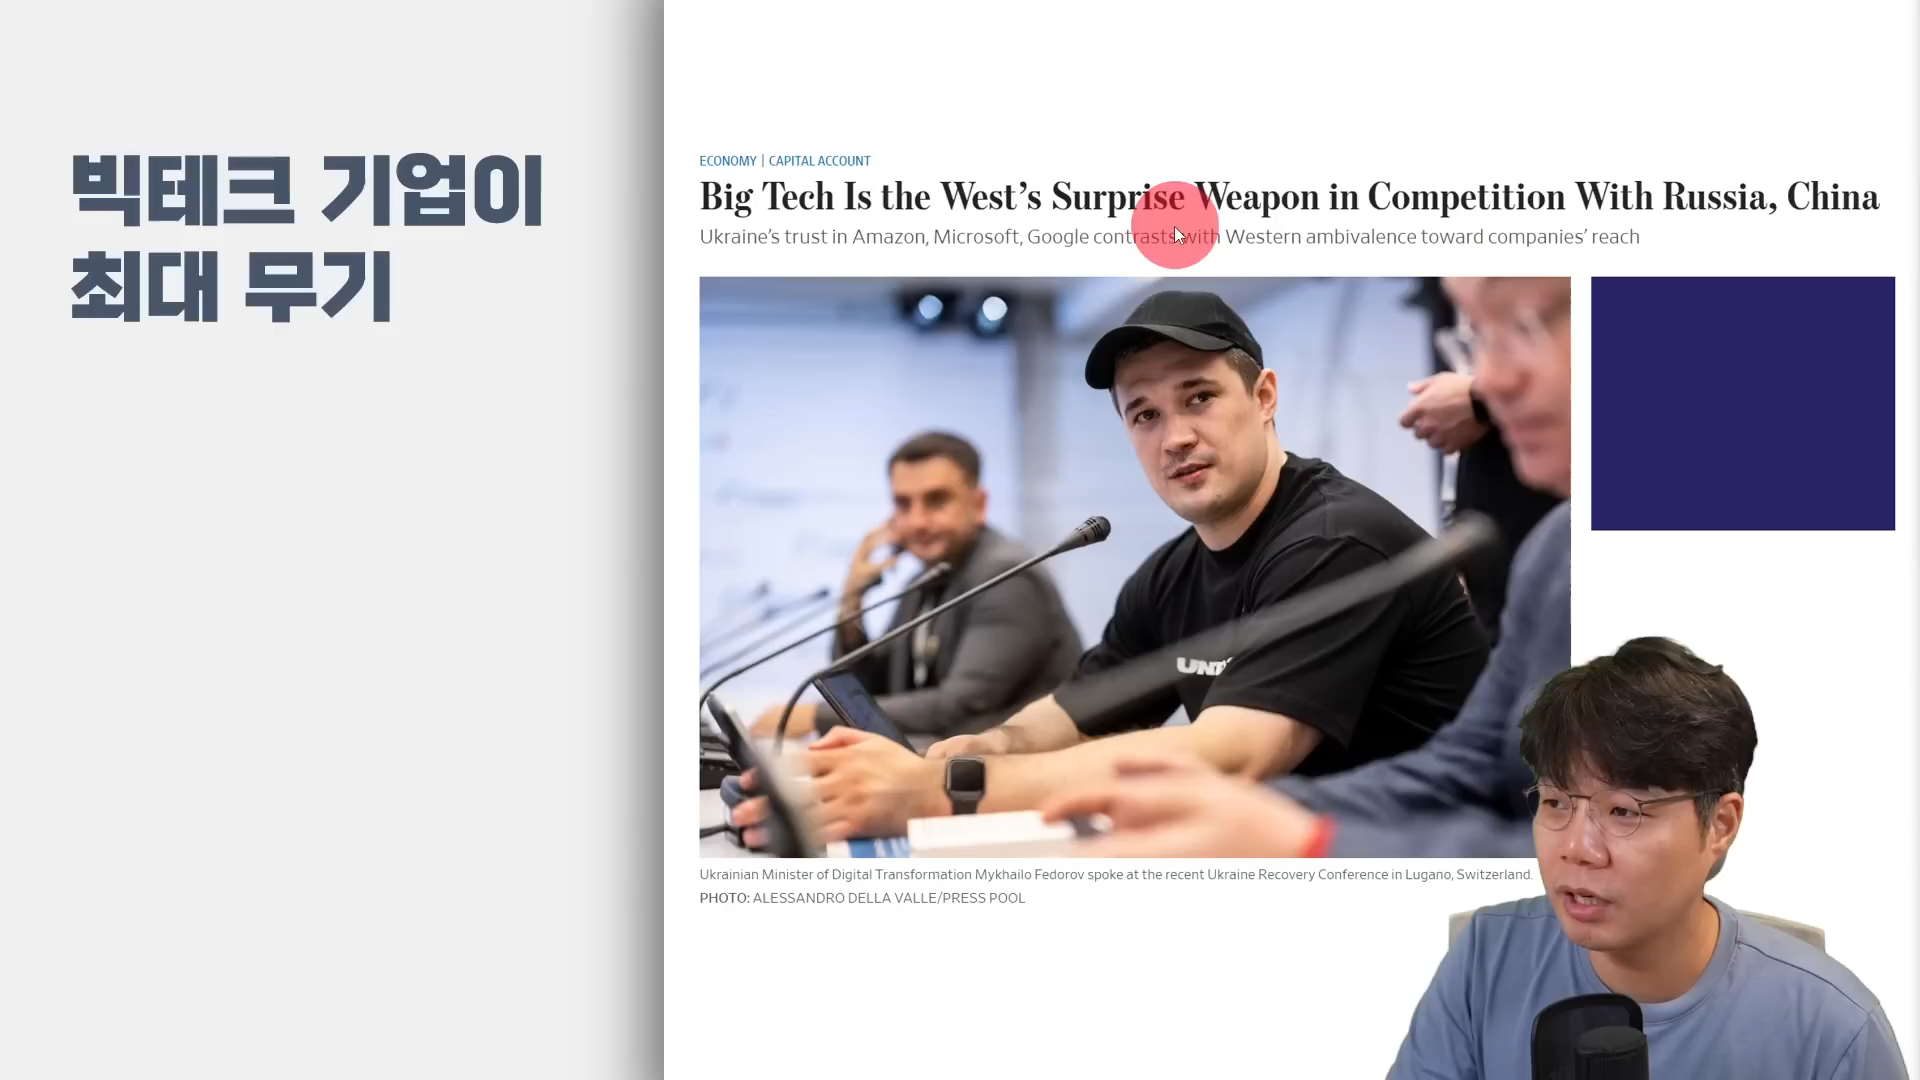 빅테크 기업이
최대 무기
ECONOMY | CAPITAL ACCOUNT
Big Tech Is the West's Surprise Weapon in Competition With Russia, China
Ukraine's trust in Amazon, Microsoft, Google contrasts with Western ambivalence toward companies' reach
Ukrainian Minister of Digital Transformation Mykhailo Fedorov spoke at the recent Ukraine Recovery Conference in Lugano, Switzerland.
PHOTO: ALESSANDRO DELLA VALLE/PRESS POOL